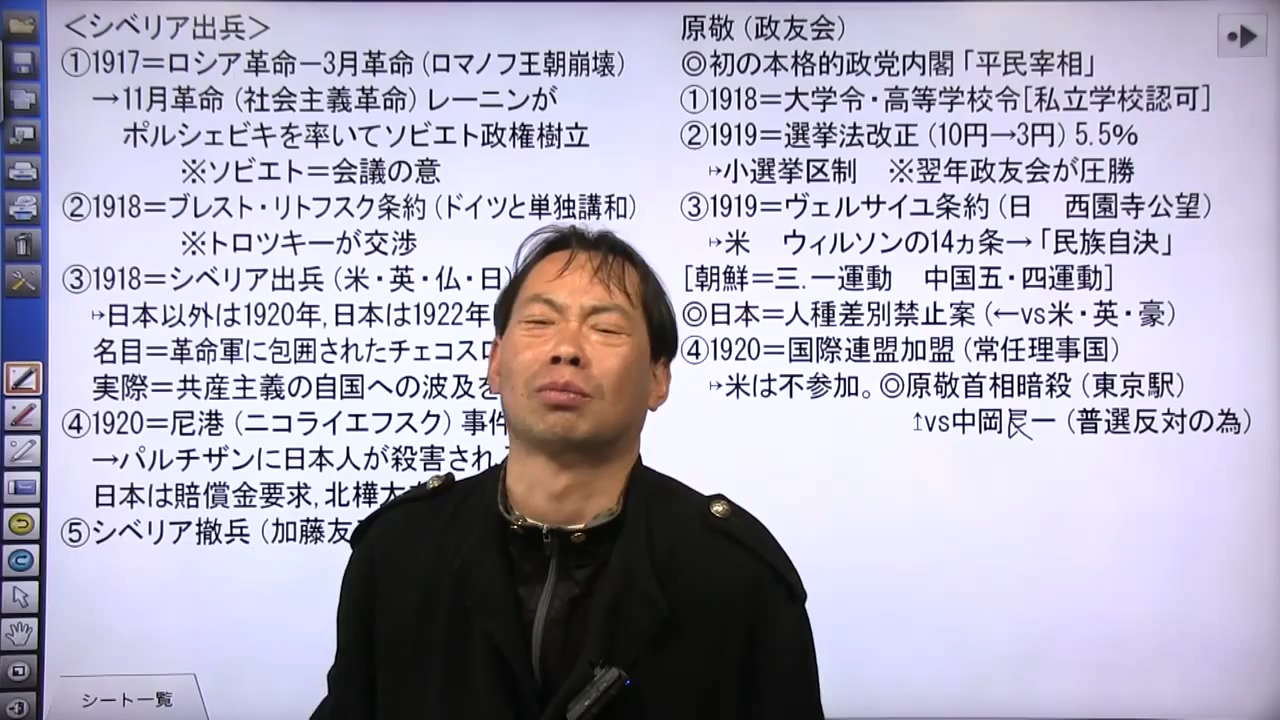 ＜シベリア出兵＞
①1917＝ロシア革命－3月革命（ロマノフ王朝崩壊）
→11月革命（社会主義革命）レーニンが
ボルシェビキを率いてソビエト政権樹立
※ソビエト＝会議の意
②1918＝ブレスト・リトフスク条約（ドイツと単独講和）
※トロツキーが交渉
③1918＝シベリア出兵（米・英・仏・日）
↦日本以外は1920年，日本は1922年
名目＝革命軍に包囲されたチェコスロ
実際＝共産主義の自国への波及を
④1920＝尼港（ニコライエフスク）事件
→パルチザンに日本人が殺害され
日本は賠償金要求，北樺太
⑤シベリア撤兵（加藤友
原敬（政友会）
◎初の本格的政党内閣「平民宰相」
①1918＝大学令・高等学校令［私立学校認可］
②1919＝選挙法改正（10円→3円）5.5％
↦小選挙区制　※翌年政友会が圧勝
③1919＝ヴェルサイユ条約（日　西園寺公望）
↦米　ウィルソンの14ヵ条→「民族自決」
［朝鮮＝三.一運動　中国五・四運動］
◎日本＝人種差別禁止案（←vs米・英・豪）
④1920＝国際連盟加盟（常任理事国）
↦米は不参加。◎原敬首相暗殺（東京駅）
↑vs中岡艮一（普選反対の為）
シート一覧